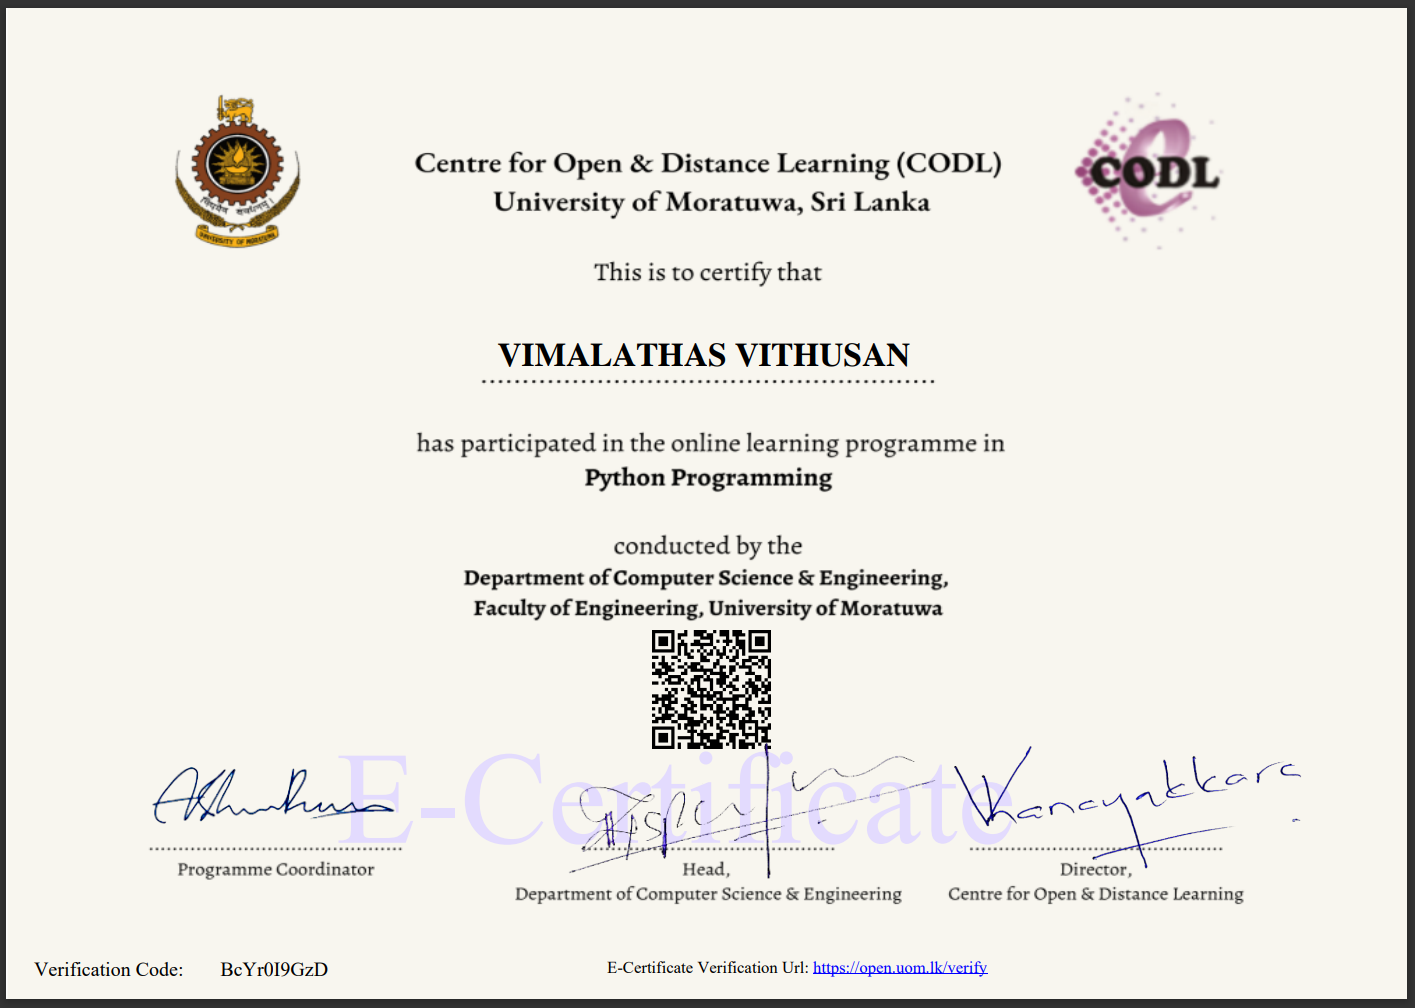 Centre for Open & Distance Learning (CODL)
University of Moratuwa, Sri Lanka
CODL
UNIVERSITY OF MORATUWA
This is to certify that
VIMALATHAS VITHUSAN
has participated in the online learning programme in
Python Programming
conducted by the
Department of Computer Science & Engineering,
Faculty of Engineering, University of Moratuwa
E-Certificate
Programme Coordinator
Head,
Department of Computer Science & Engineering
Director,
Centre for Open & Distance Learning
Verification Code: BcYr0I9GzD
E-Certificate Verification Url: https://open.uom.lk/verify